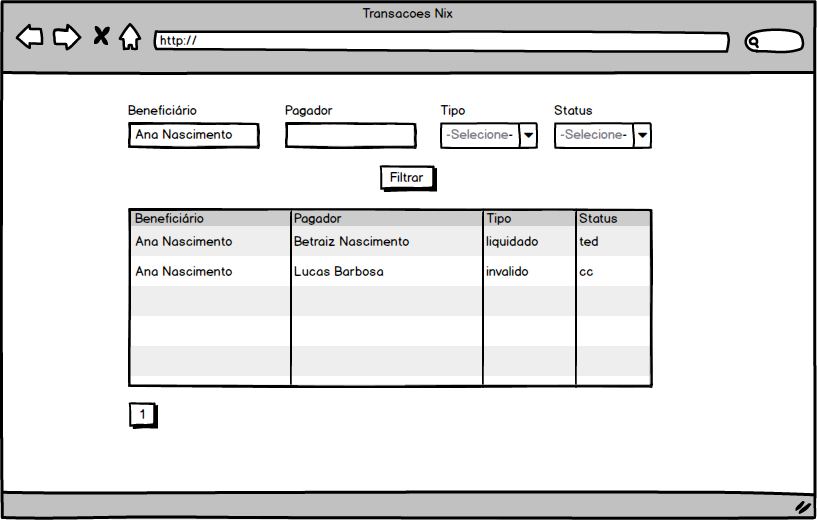 Transacoes Nix
http://
Beneficiário Pagador Tipo Status
Ana Nascimento -Selecione- -Selecione-
Filtrar
Beneficiário Pagador Tipo Status
Ana Nascimento Betraiz Nascimento liquidado ted
Ana Nascimento Lucas Barbosa invalido cc
1